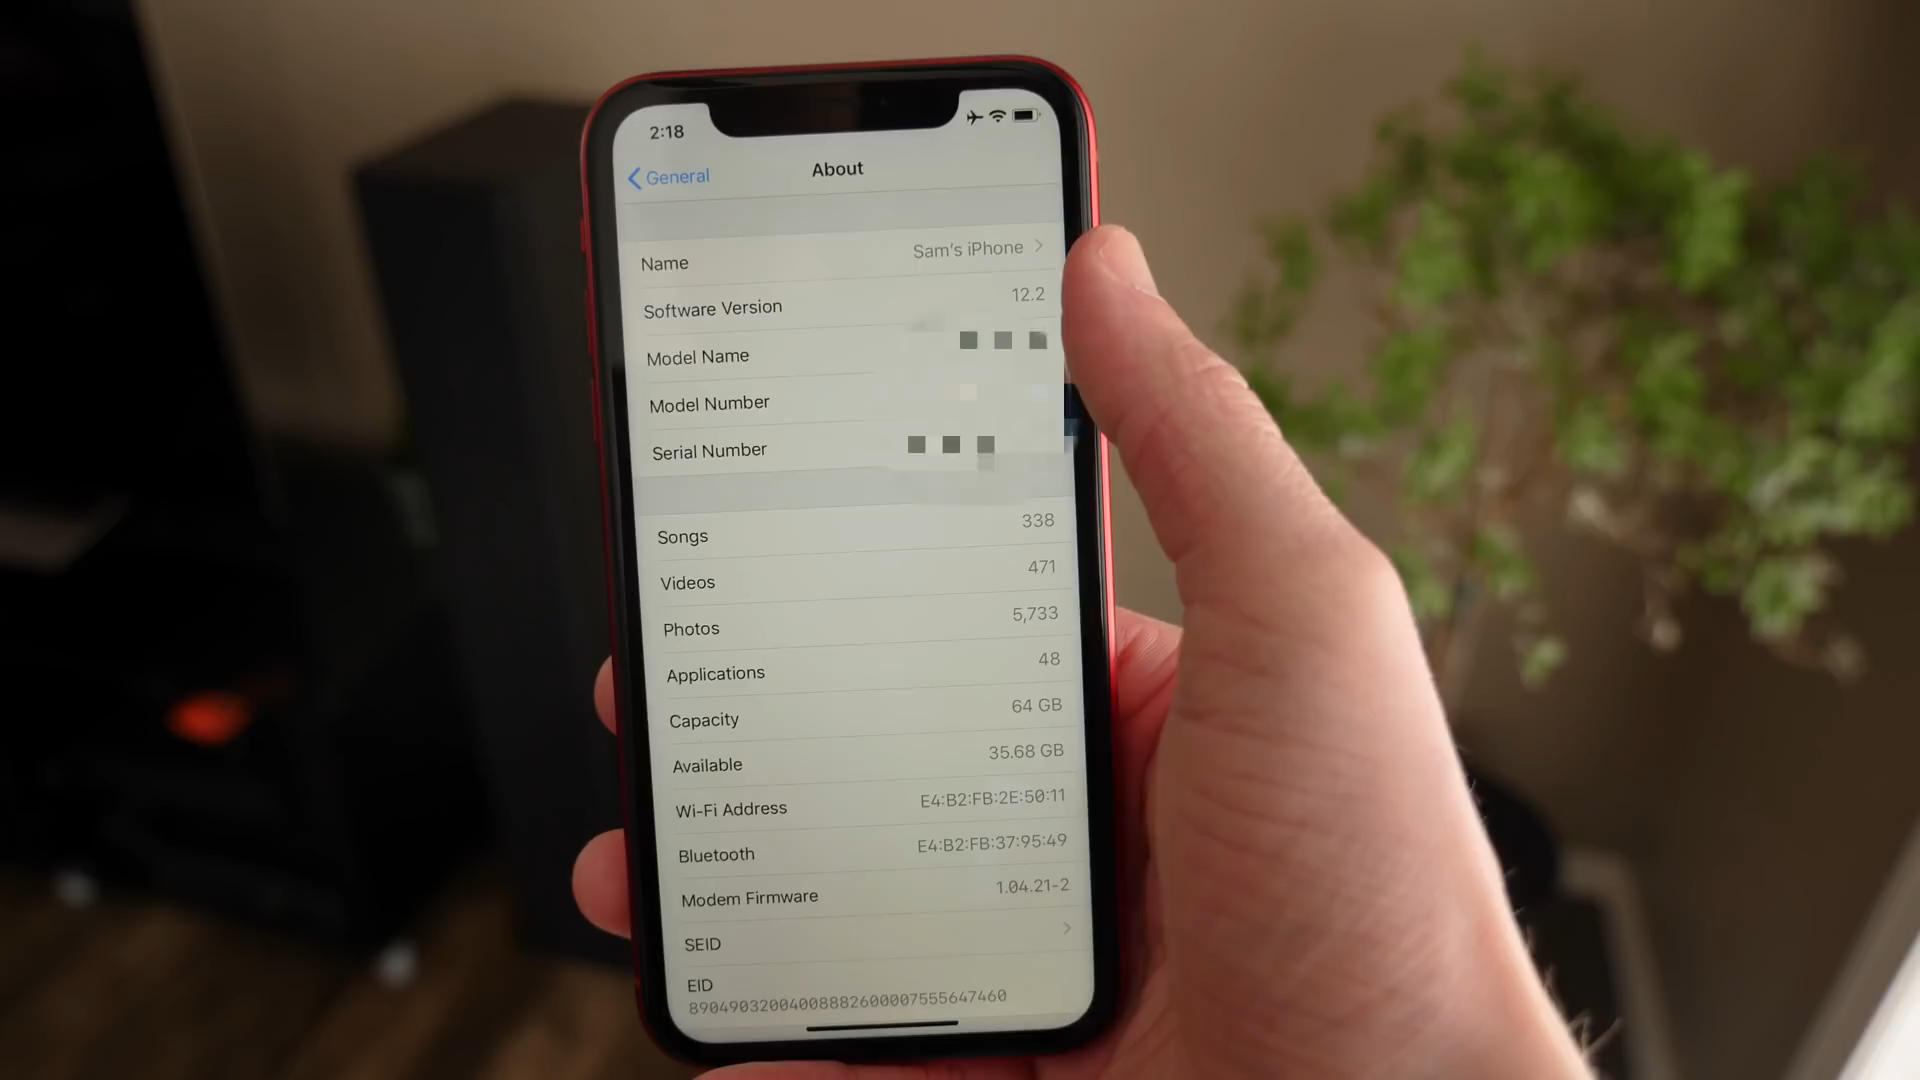 2:18
General
About
Name Sam's iPhone
Software Version 12.2
Model Name
Model Number
Serial Number
Songs 338
Videos 471
Photos 5,733
Applications 48
Capacity 64 GB
Available 35.68 GB
Wi-Fi Address E4:B2:FB:2E:50:11
Bluetooth E4:B2:FB:37:95:49
Modem Firmware 1.04.21-2
SEID
EID
89049032004008882600007555647460